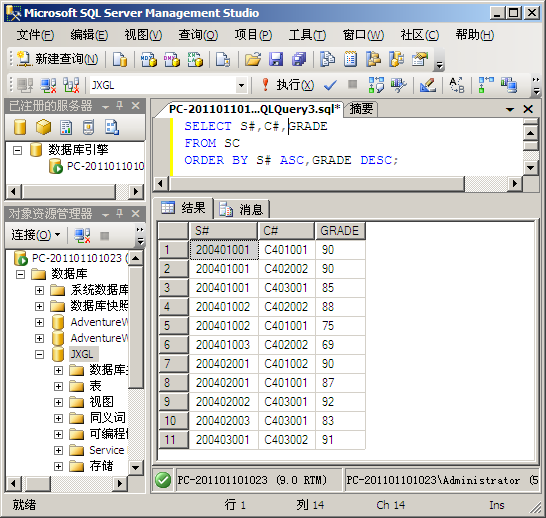 Microsoft SQL Server Management Studio
文件(F) 编辑(E) 视图(V) 查询(Q) 项目(P) 工具(T) 窗口(W) 社区(C) 帮助(H)
新建查询(N)
JXGL 执行(X)
已注册的服务器
数据库引擎
PC-2011011010
对象资源管理器
连接(O)
PC-201101101023 (
数据库
系统数据库
数据库快照
AdventureW
AdventureW
JXGL
数据库
表
视图
同义词
可编程
Service
存储
PC-201101101...QLQuery3.sql* 摘要
SELECT S#,C#,GRADE
FROM SC
ORDER BY S# ASC,GRADE DESC;
结果 消息
S# C# GRADE
1 200401001 C401001 90
2 200401001 C402002 90
3 200401001 C403001 85
4 200401002 C403001 88
5 200401002 C401001 75
6 200401003 C402002 69
7 200402001 C401002 90
8 200402001 C401001 87
9 200402002 C403001 92
10 200402003 C403001 83
11 200403001 C403002 91
PC-201101101023 (9.0 RTM) PC-201101101023\Administrator (5
就绪 行 1 列 14 Ch 14 Ins